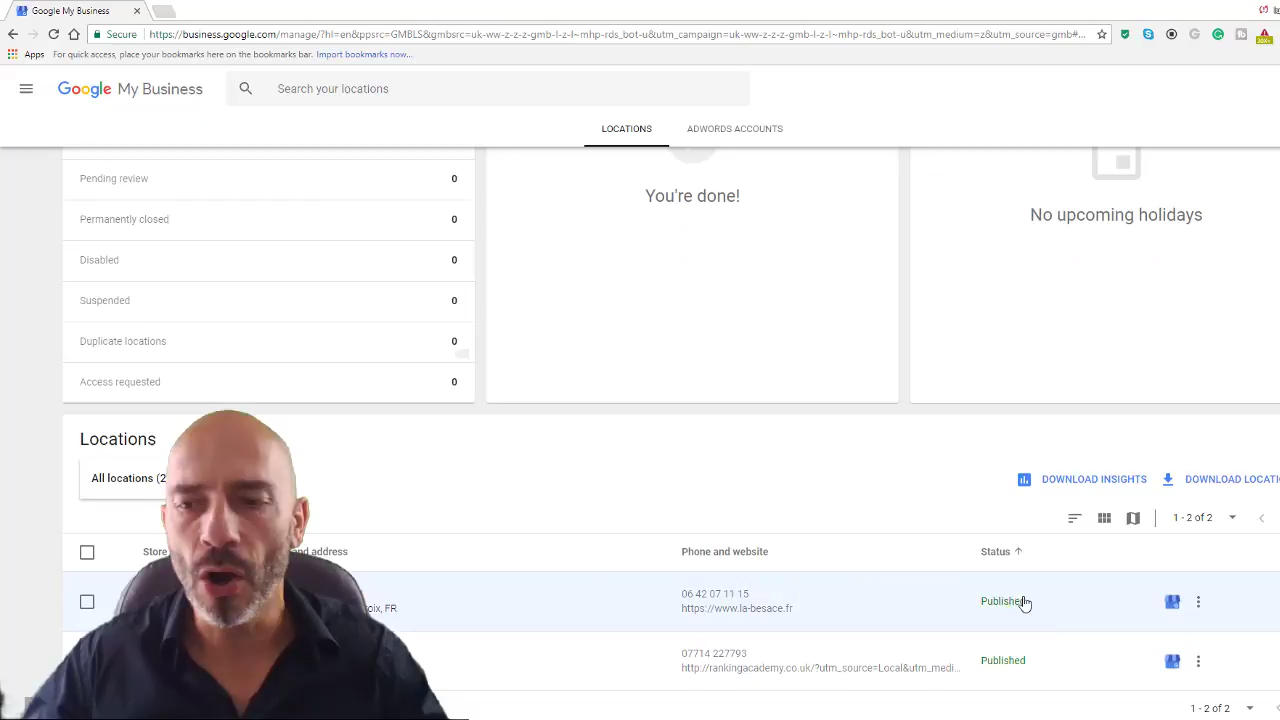 Google My Business
Secure https://business.google.com/manage/?hl=en&ppsrc=GMBLS&gmbsrc=uk-ww-z-z-z-gmb-l-z-l~mhp-rds_bot-u&utm_campaign=uk-ww-z-z-z-gmb-l-z-l~mhp-rds_bot-u&utm_medium=z&utm_source=gmb#...
Apps For quick access, place your bookmarks here on the bookmarks bar. Import bookmarks now...
Google My Business Search your locations
LOCATIONS ADWORDS ACCOUNTS
Pending review 0
You're done!
No upcoming holidays
Permanently closed 0
Disabled 0
Suspended 0
Duplicate locations 0
Access requested 0
Locations
All locations (2
DOWNLOAD INSIGHTS DOWNLOAD LOCATI
1 - 2 of 2
Store and address Phone and website Status
06 42 07 11 15
oix, FR https://www.la-besace.fr Published
07714 227793
http://rankingacademy.co.uk/?utm_source=Local&utm_medi... Published
1 - 2 of 2